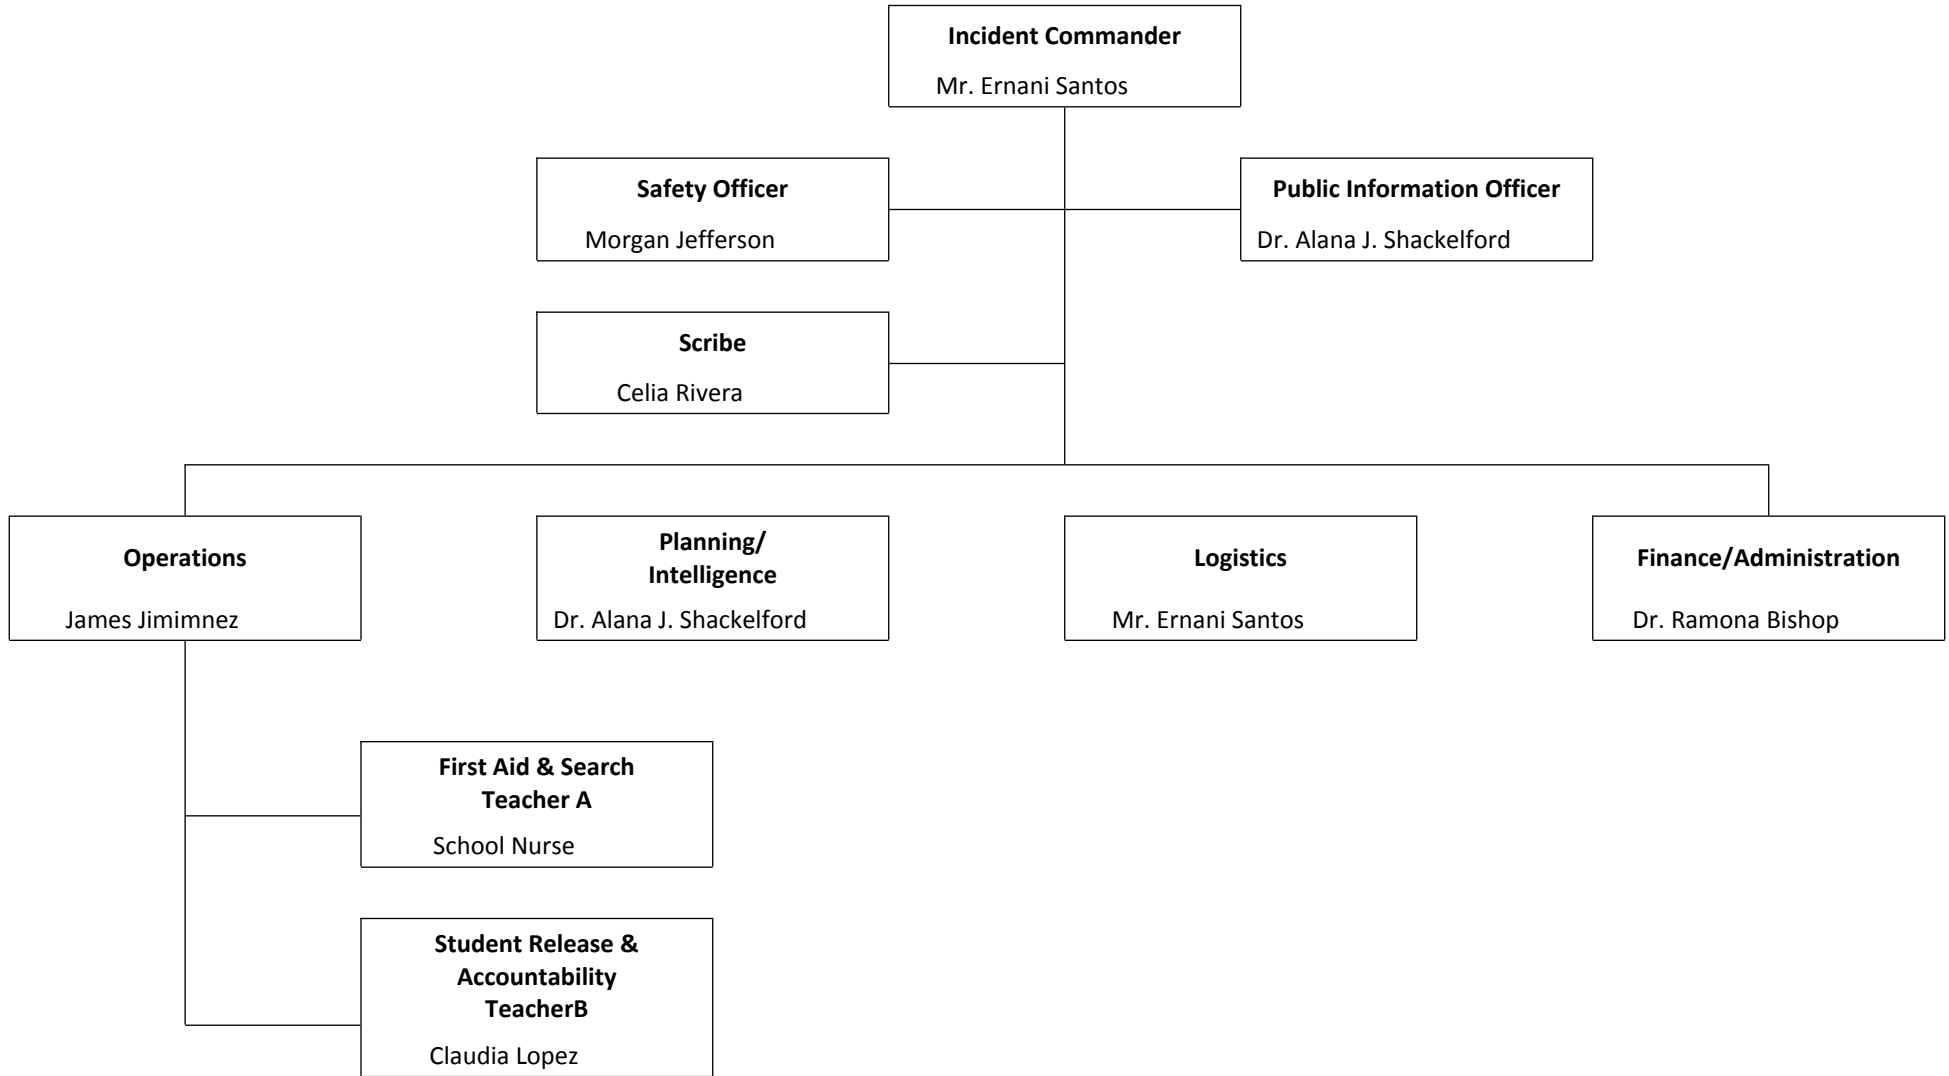 Incident Commander
Mr. Ernani Santos
Safety Officer
Morgan Jefferson
Public Information Officer
Dr. Alana J. Shackelford
Scribe
Celia Rivera
Operations
James Jimimnez
Planning/
Intelligence
Dr. Alana J. Shackelford
Logistics
Mr. Ernani Santos
Finance/Administration
Dr. Ramona Bishop
First Aid & Search
Teacher A
School Nurse
Student Release &
Accountability
TeacherB
Claudia Lopez